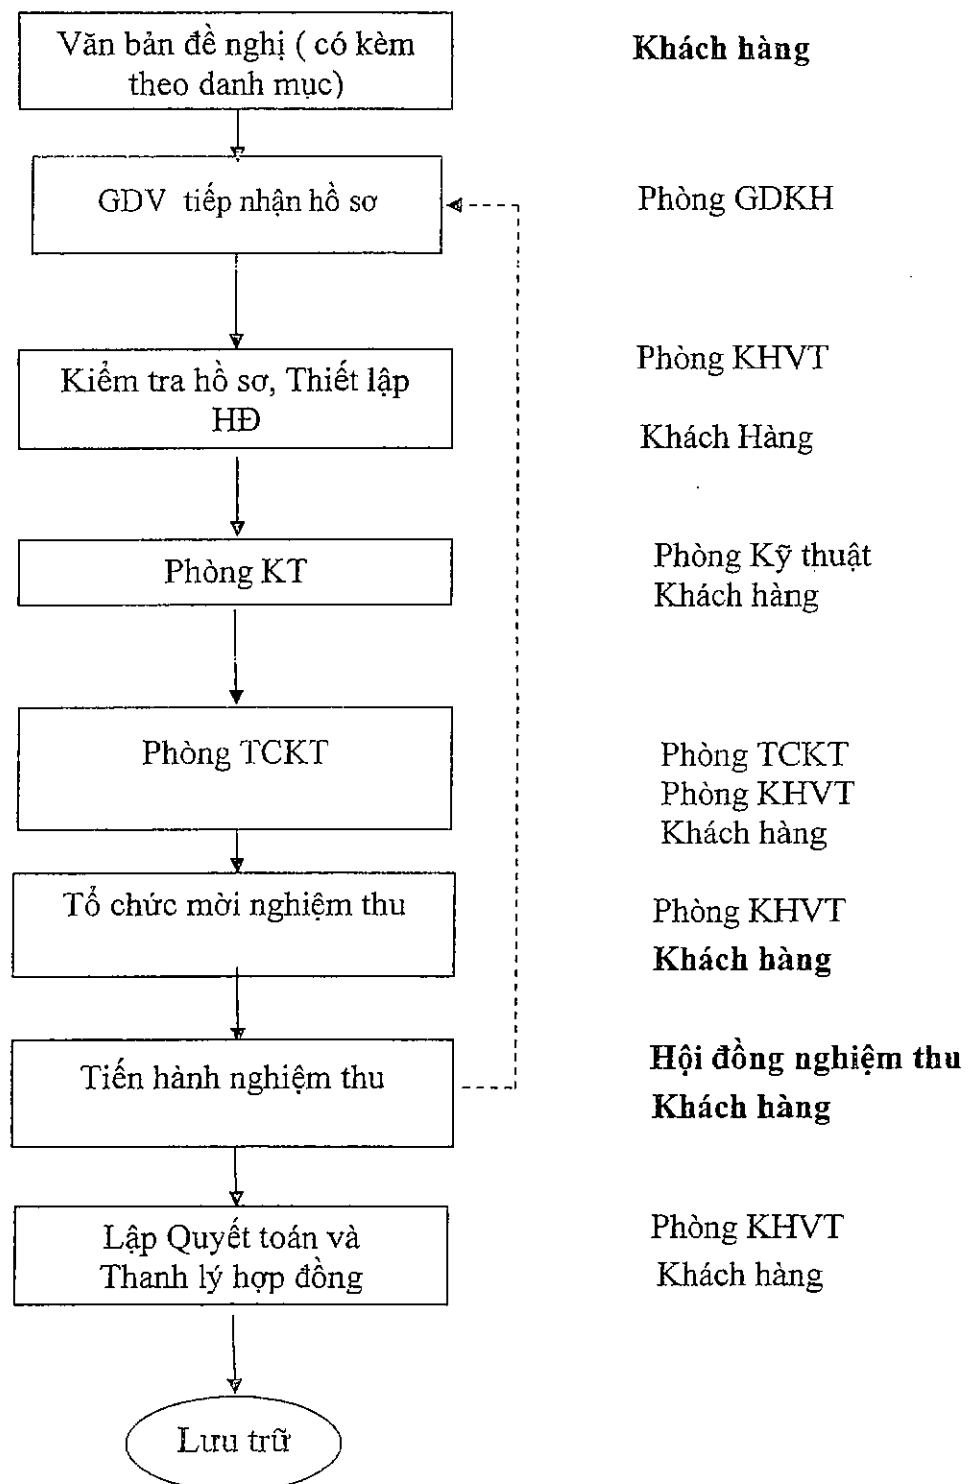 Văn bản đề nghị ( có kèm
theo danh mục)
Khách hàng
GDV tiếp nhận hồ sơ
Phòng GDKH
Kiểm tra hồ sơ, Thiết lập
HĐ
Phòng KHVT
Khách Hàng
Phòng KT
Phòng Kỹ thuật
Khách hàng
Phòng TCKT
Phòng TCKT
Phòng KHVT
Khách hàng
Tổ chức mời nghiệm thu
Phòng KHVT
Khách hàng
Tiến hành nghiệm thu
Hội đồng nghiệm thu
Khách hàng
Lập Quyết toán và
Thanh lý hợp đồng
Phòng KHVT
Khách hàng
Lưu trữ